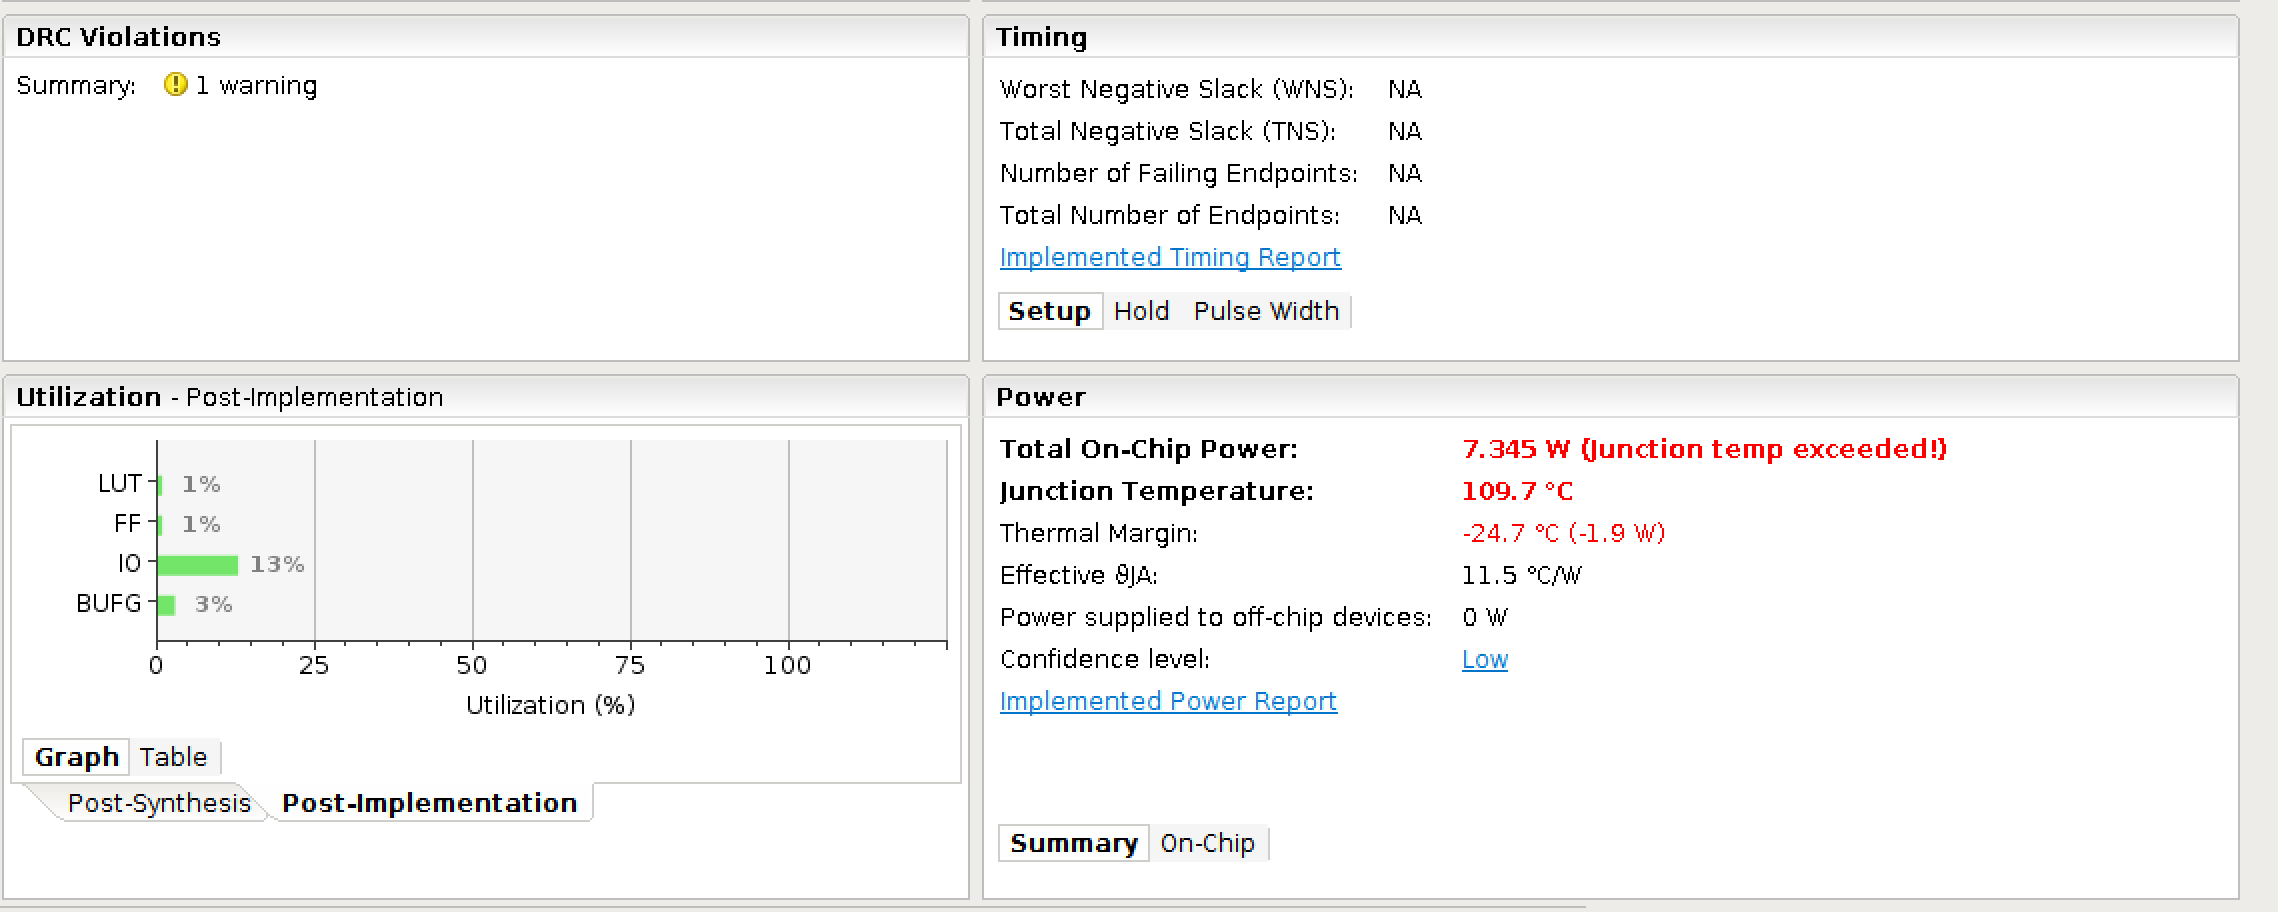 DRC Violations
Summary: 1 warning
Timing
Worst Negative Slack (WNS): NA
Total Negative Slack (TNS): NA
Number of Failing Endpoints: NA
Total Number of Endpoints: NA
Implemented Timing Report
Setup Hold Pulse Width
Utilization - Post-Implementation
LUT 1%
FF 1%
IO 13%
BUFG 3%
0 25 50 75 100
Utilization (%)
Graph Table
Post-Synthesis Post-Implementation
Power
Total On-Chip Power: 7.345 W (Junction temp exceeded!)
Junction Temperature: 109.7 °C
Thermal Margin: -24.7 °C (-1.9 W)
Effective ϑJA: 11.5 °C/W
Power supplied to off-chip devices: 0 W
Confidence level: Low
Implemented Power Report
Summary On-Chip